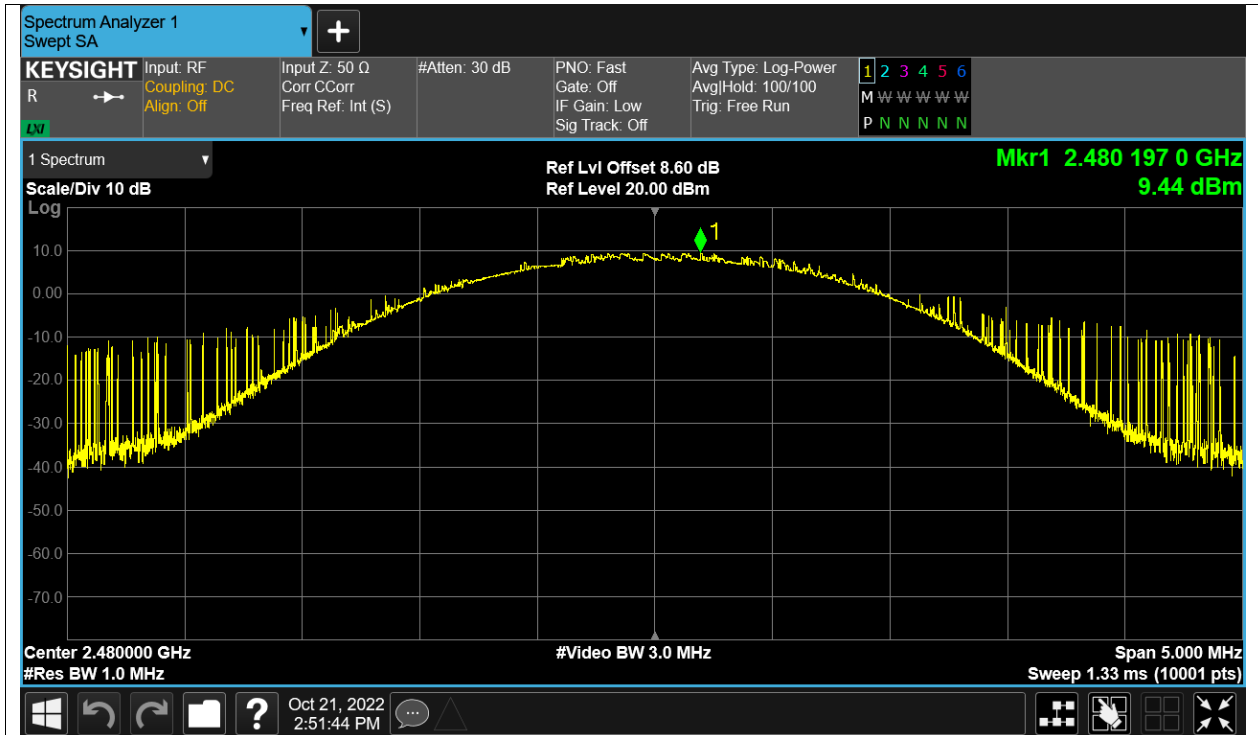 Spectrum Analyzer 1
Swept SA
KEYSIGHT
R
LXI
Input: RF
Coupling: DC
Align: Off
Input Z: 50 Ω
Corr CCorr
Freq Ref: Int (S)
#Atten: 30 dB
PNO: Fast
Gate: Off
IF Gain: Low
Sig Track: Off
Avg Type: Log-Power
Avg|Hold: 100/100
Trig: Free Run
1 2 3 4 5 6
M W W W W W
P N N N N N
1 Spectrum
Scale/Div 10 dB
Log
Ref Lvl Offset 8.60 dB
Ref Level 20.00 dBm
Mkr1 2.480 197 0 GHz
9.44 dBm
1
10.0
0.00
-10.0
-20.0
-30.0
-40.0
-50.0
-60.0
-70.0
Center 2.480000 GHz
#Res BW 1.0 MHz
#Video BW 3.0 MHz
Span 5.000 MHz
Sweep 1.33 ms (10001 pts)
?
Oct 21, 2022
2:51:44 PM